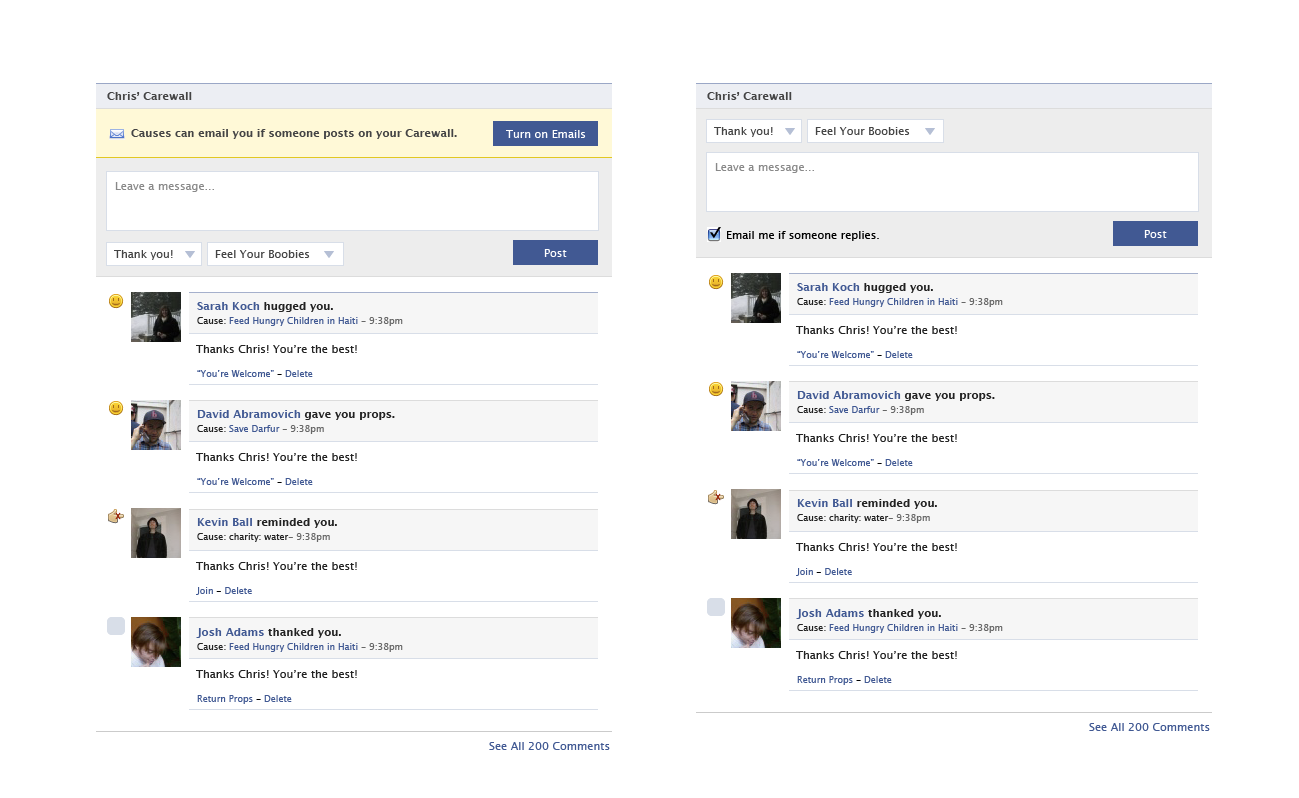 Chris’ Carewall
Causes can email you if someone posts on your Carewall.
Turn on Emails
Leave a message...
Thank you!
Feel Your Boobies
Post
Sarah Koch hugged you.
Cause: Feed Hungry Children in Haiti – 9:38pm
Thanks Chris! You’re the best!
“You’re Welcome” – Delete
David Abramovich gave you props.
Cause: Save Darfur – 9:38pm
Thanks Chris! You’re the best!
“You’re Welcome” – Delete
Kevin Ball reminded you.
Cause: charity: water– 9:38pm
Thanks Chris! You’re the best!
Join – Delete
Josh Adams thanked you.
Cause: Feed Hungry Children in Haiti – 9:38pm
Thanks Chris! You’re the best!
Return Props – Delete
See All 200 Comments
Chris’ Carewall
Thank you!
Feel Your Boobies
Leave a message...
Email me if someone replies.
Post
Sarah Koch hugged you.
Cause: Feed Hungry Children in Haiti – 9:38pm
Thanks Chris! You’re the best!
“You’re Welcome” – Delete
David Abramovich gave you props.
Cause: Save Darfur – 9:38pm
Thanks Chris! You’re the best!
“You’re Welcome” – Delete
Kevin Ball reminded you.
Cause: charity: water– 9:38pm
Thanks Chris! You’re the best!
Join – Delete
Josh Adams thanked you.
Cause: Feed Hungry Children in Haiti – 9:38pm
Thanks Chris! You’re the best!
Return Props – Delete
See All 200 Comments